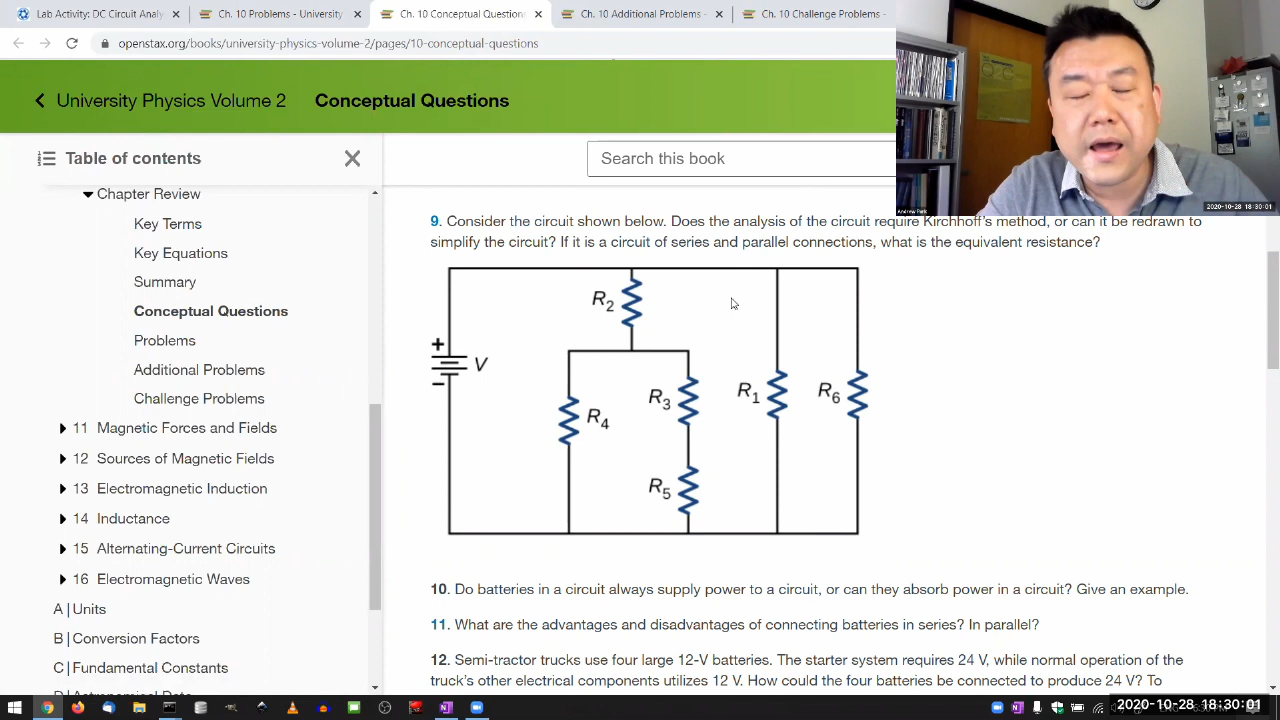 Lab Activity: DC Circuit Analy
Ch. 10 Problems - University
Ch. 10 Conceptual Questions
Ch. 10 Additional Problems -
Ch. 10 Challenge Problems -
openstax.org/books/university-physics-volume-2/pages/10-conceptual-questions
University Physics Volume 2 Conceptual Questions
Table of contents
Search this book
Andrew Park
2020-10-28 18:30:01
Chapter Review
Key Terms
Key Equations
Summary
Conceptual Questions
Problems
Additional Problems
Challenge Problems
11 Magnetic Forces and Fields
12 Sources of Magnetic Fields
13 Electromagnetic Induction
14 Inductance
15 Alternating-Current Circuits
16 Electromagnetic Waves
A | Units
B | Conversion Factors
C | Fundamental Constants
D | Astronomical Data
9. Consider the circuit shown below. Does the analysis of the circuit require Kirchhoff's method, or can it be redrawn to
simplify the circuit? If it is a circuit of series and parallel connections, what is the equivalent resistance?
R2
+
V
−
R4
R3
R1
R6
R5
10. Do batteries in a circuit always supply power to a circuit, or can they absorb power in a circuit? Give an example.
11. What are the advantages and disadvantages of connecting batteries in series? In parallel?
12. Semi-tractor trucks use four large 12-V batteries. The starter system requires 24 V, while normal operation of the
truck's other electrical components utilizes 12 V. How could the four batteries be connected to produce 24 V? To
2020-10-28 18:30:01